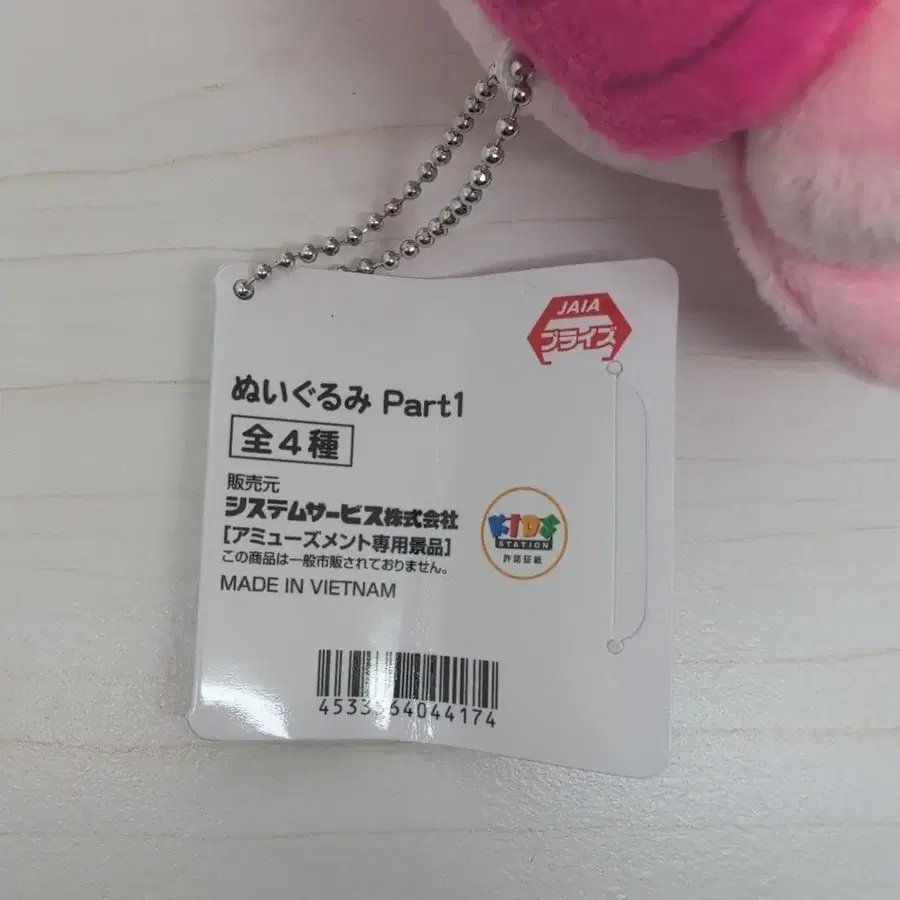 JAIA
プライズ
ぬいぐるみ Part1
全4種
販売元
システムサービス株式会社
[アミューズメント専用景品]
この商品は一般市販されておりません。
MADE IN VIETNAM
KIDS
STATION
許諾証紙